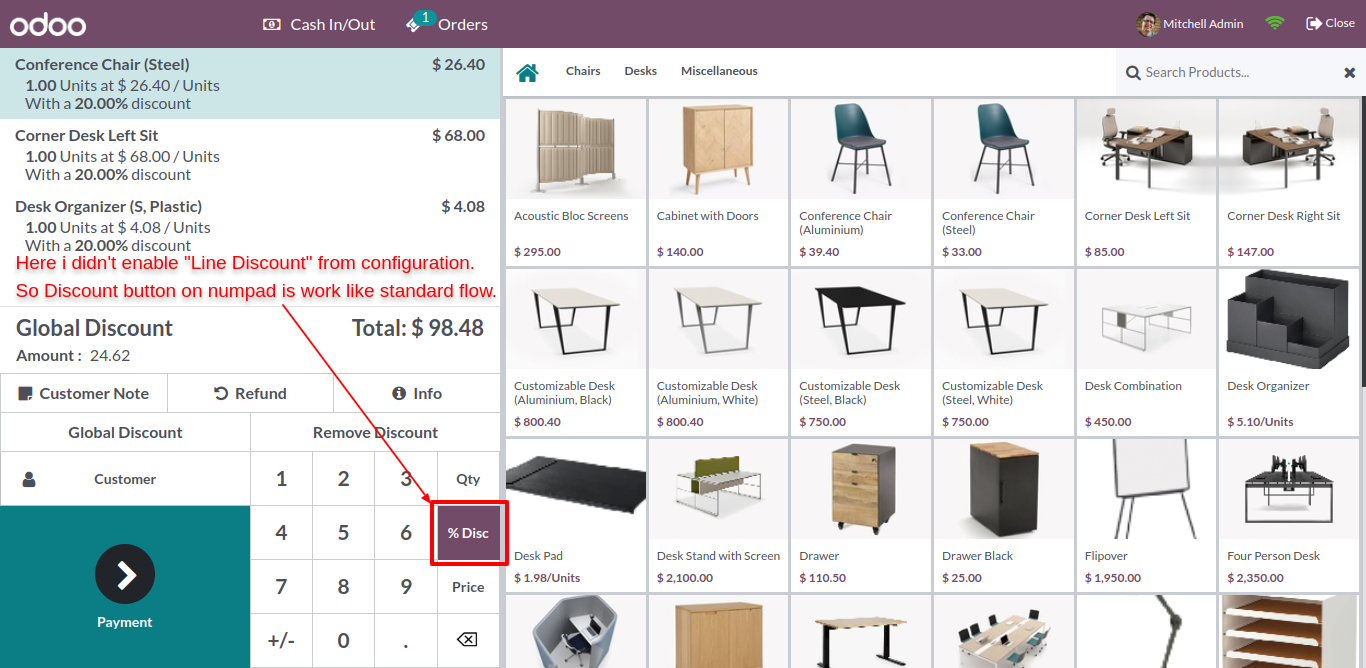 odoo
Cash In/Out
1
Orders
Mitchell Admin
Close
Conference Chair (Steel)
$ 26.40
1.00 Units at $ 26.40 / Units
With a 20.00% discount
Corner Desk Left Sit
$ 68.00
1.00 Units at $ 68.00 / Units
With a 20.00% discount
Desk Organizer (S, Plastic)
$ 4.08
1.00 Units at $ 4.08 / Units
With a 20.00% discount
Here i didn't enable "Line Discount" from configuration.
So Discount button on numpad is work like standard flow.
Global Discount
Total: $ 98.48
Amount : 24.62
Customer Note
Refund
Info
Global Discount
Remove Discount
Customer
1
2
3
Qty
4
5
6
% Disc
7
8
9
Price
+/-
0
.
Payment
Chairs
Desks
Miscellaneous
Search Products...
Acoustic Bloc Screens
$ 295.00
Cabinet with Doors
$ 140.00
Conference Chair
(Aluminium)
$ 39.40
Conference Chair
(Steel)
$ 33.00
Corner Desk Left Sit
$ 85.00
Corner Desk Right Sit
$ 147.00
Customizable Desk
(Aluminium, Black)
$ 800.40
Customizable Desk
(Aluminium, White)
$ 800.40
Customizable Desk
(Steel, Black)
$ 750.00
Customizable Desk
(Steel, White)
$ 750.00
Desk Combination
$ 450.00
Desk Organizer
$ 5.10/Units
Desk Pad
$ 1.98/Units
Desk Stand with Screen
$ 2,100.00
Drawer
$ 110.50
Drawer Black
$ 25.00
Flipover
$ 1,950.00
Four Person Desk
$ 2,350.00